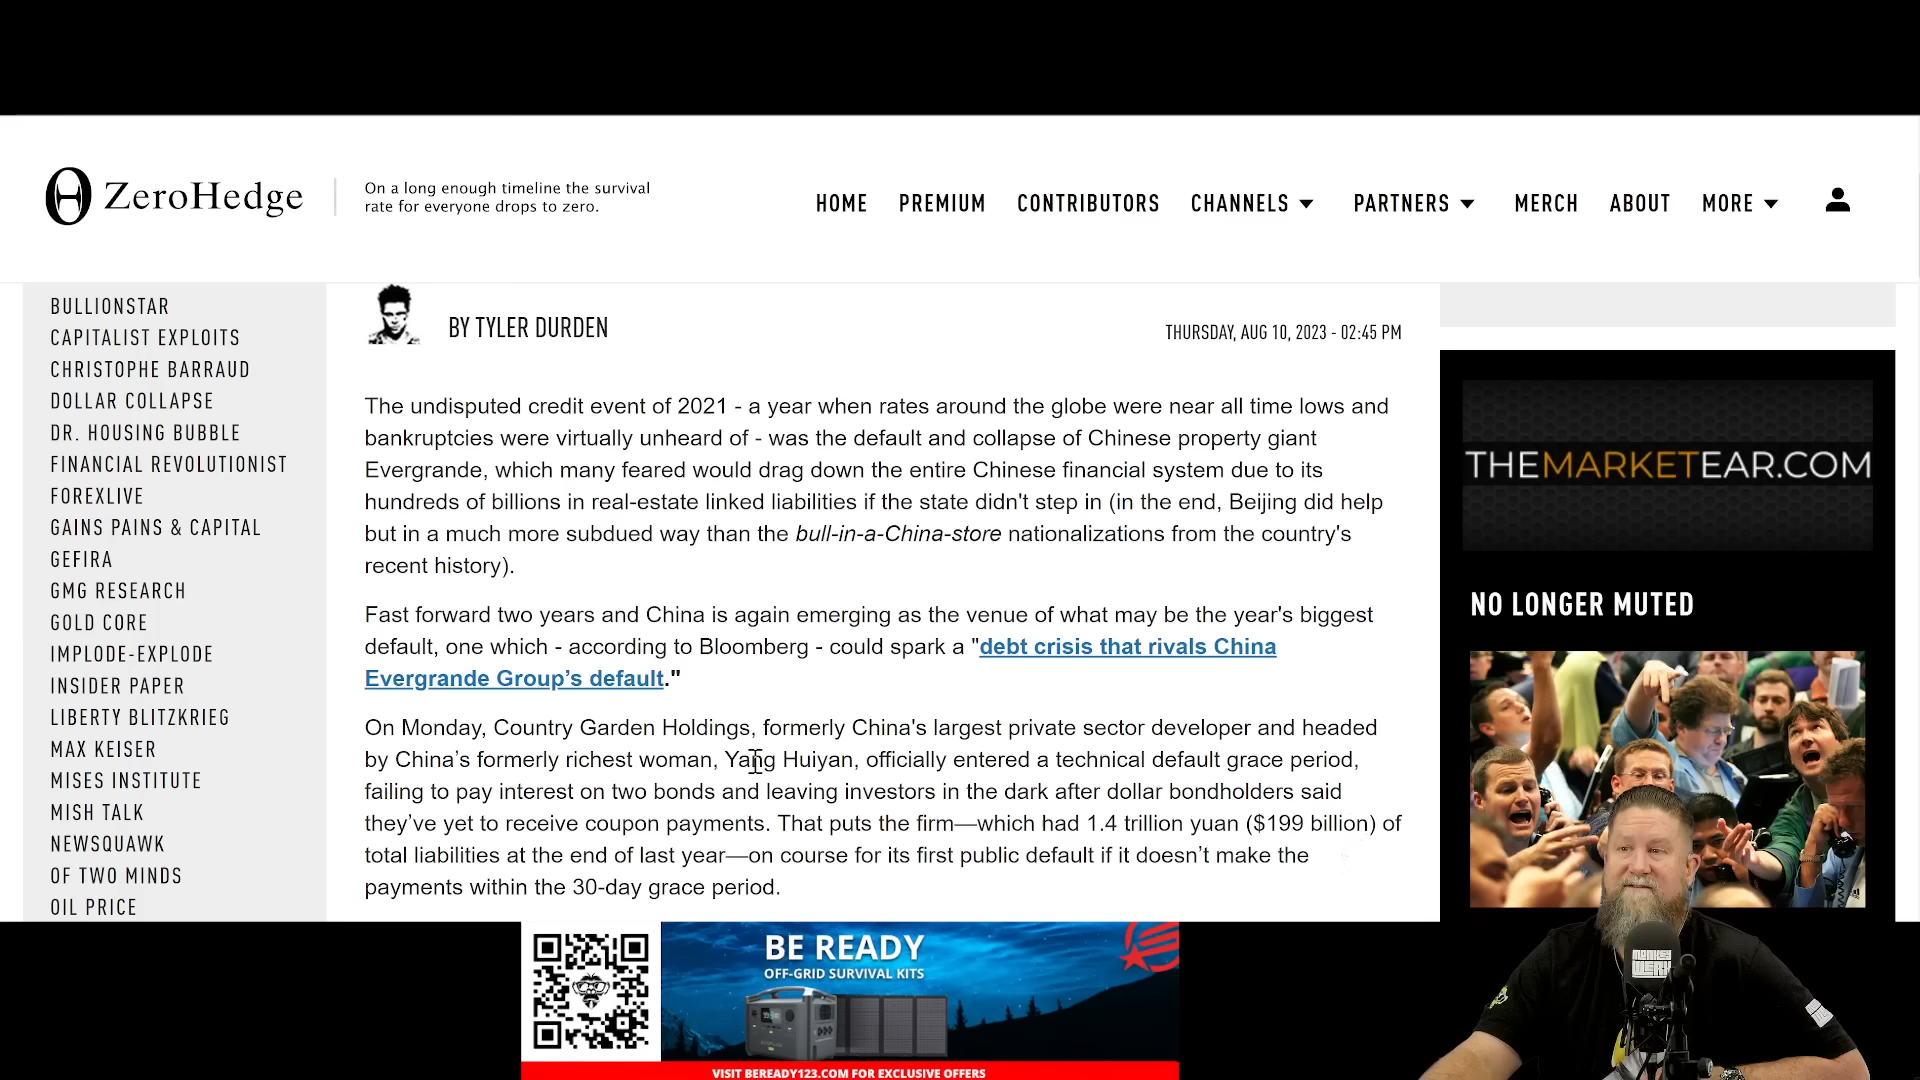 ZeroHedge
On a long enough timeline the survival
rate for everyone drops to zero.
HOME PREMIUM CONTRIBUTORS CHANNELS PARTNERS MERCH ABOUT MORE
BULLIONSTAR
CAPITALIST EXPLOITS
CHRISTOPHE BARRAUD
DOLLAR COLLAPSE
DR. HOUSING BUBBLE
FINANCIAL REVOLUTIONIST
FOREXLIVE
GAINS PAINS & CAPITAL
GEFIRA
GMG RESEARCH
GOLD CORE
IMPLODE-EXPLODE
INSIDER PAPER
LIBERTY BLITZKRIEG
MAX KEISER
MISES INSTITUTE
MISH TALK
NEWSQUAWK
OF TWO MINDS
OIL PRICE
BY TYLER DURDEN
THURSDAY, AUG 10, 2023 - 02:45 PM
The undisputed credit event of 2021 - a year when rates around the globe were near all time lows and
bankruptcies were virtually unheard of - was the default and collapse of Chinese property giant
Evergrande, which many feared would drag down the entire Chinese financial system due to its
hundreds of billions in real-estate linked liabilities if the state didn't step in (in the end, Beijing did help
but in a much more subdued way than the bull-in-a-China-store nationalizations from the country's
recent history).
Fast forward two years and China is again emerging as the venue of what may be the year's biggest
default, one which - according to Bloomberg - could spark a "debt crisis that rivals China
Evergrande Group's default."
On Monday, Country Garden Holdings, formerly China's largest private sector developer and headed
by China's formerly richest woman, Yang Huiyan, officially entered a technical default grace period,
failing to pay interest on two bonds and leaving investors in the dark after dollar bondholders said
they've yet to receive coupon payments. That puts the firm—which had 1.4 trillion yuan ($199 billion) of
total liabilities at the end of last year—on course for its first public default if it doesn't make the
payments within the 30-day grace period.
THEMARKETEAR.COM
NO LONGER MUTED
BE READY
OFF-GRID SURVIVAL KITS
VISIT BEREADY123.COM FOR EXCLUSIVE OFFERS
MONKEY
WERX